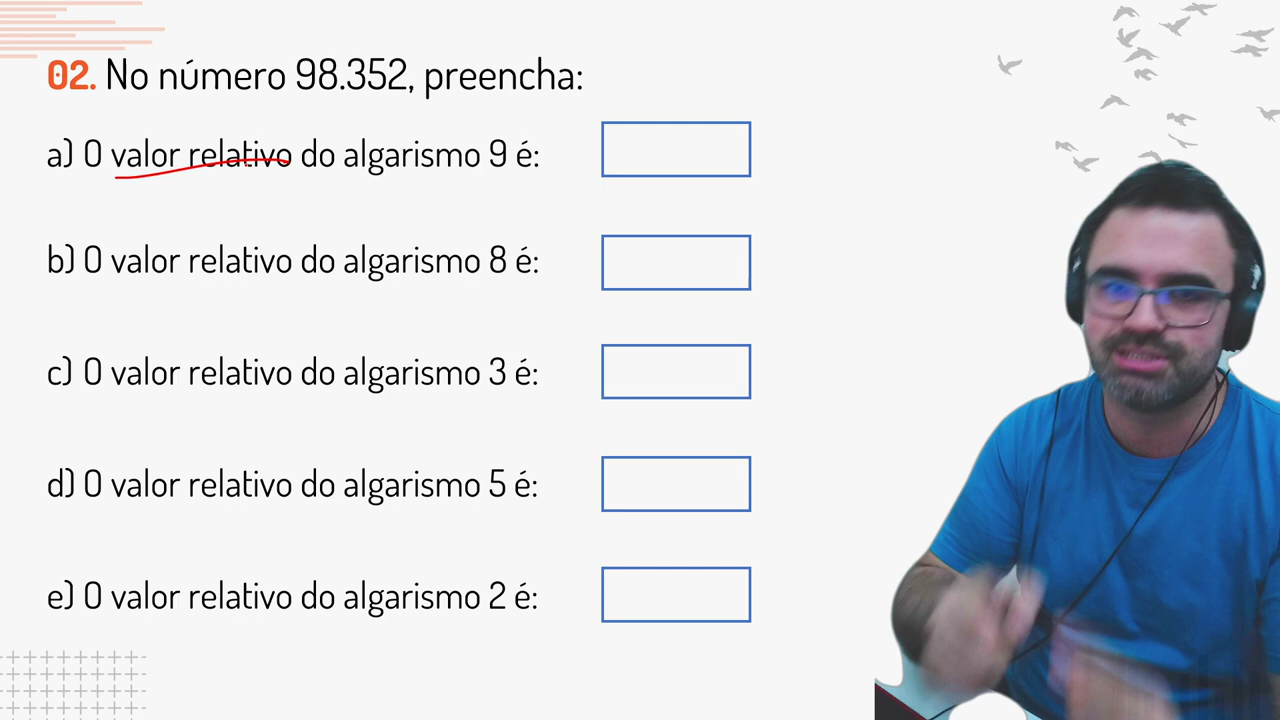 02. No número 98.352, preencha:
a) O valor relativo do algarismo 9 é:
b) O valor relativo do algarismo 8 é:
c) O valor relativo do algarismo 3 é:
d) O valor relativo do algarismo 5 é:
e) O valor relativo do algarismo 2 é: